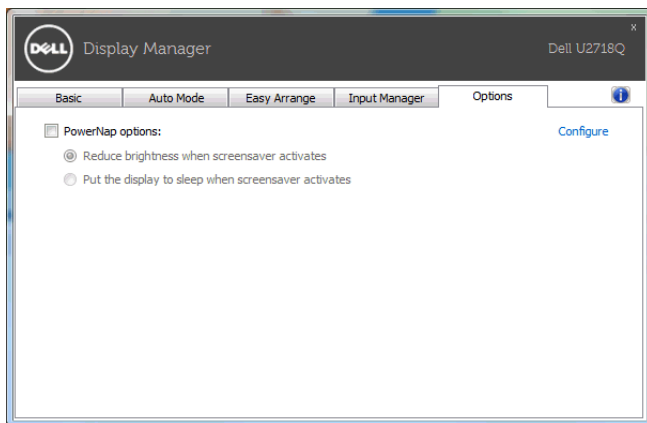 x
DELL Display Manager Dell U2718Q
Basic Auto Mode Easy Arrange Input Manager Options i
PowerNap options: Configure
Reduce brightness when screensaver activates
Put the display to sleep when screensaver activates